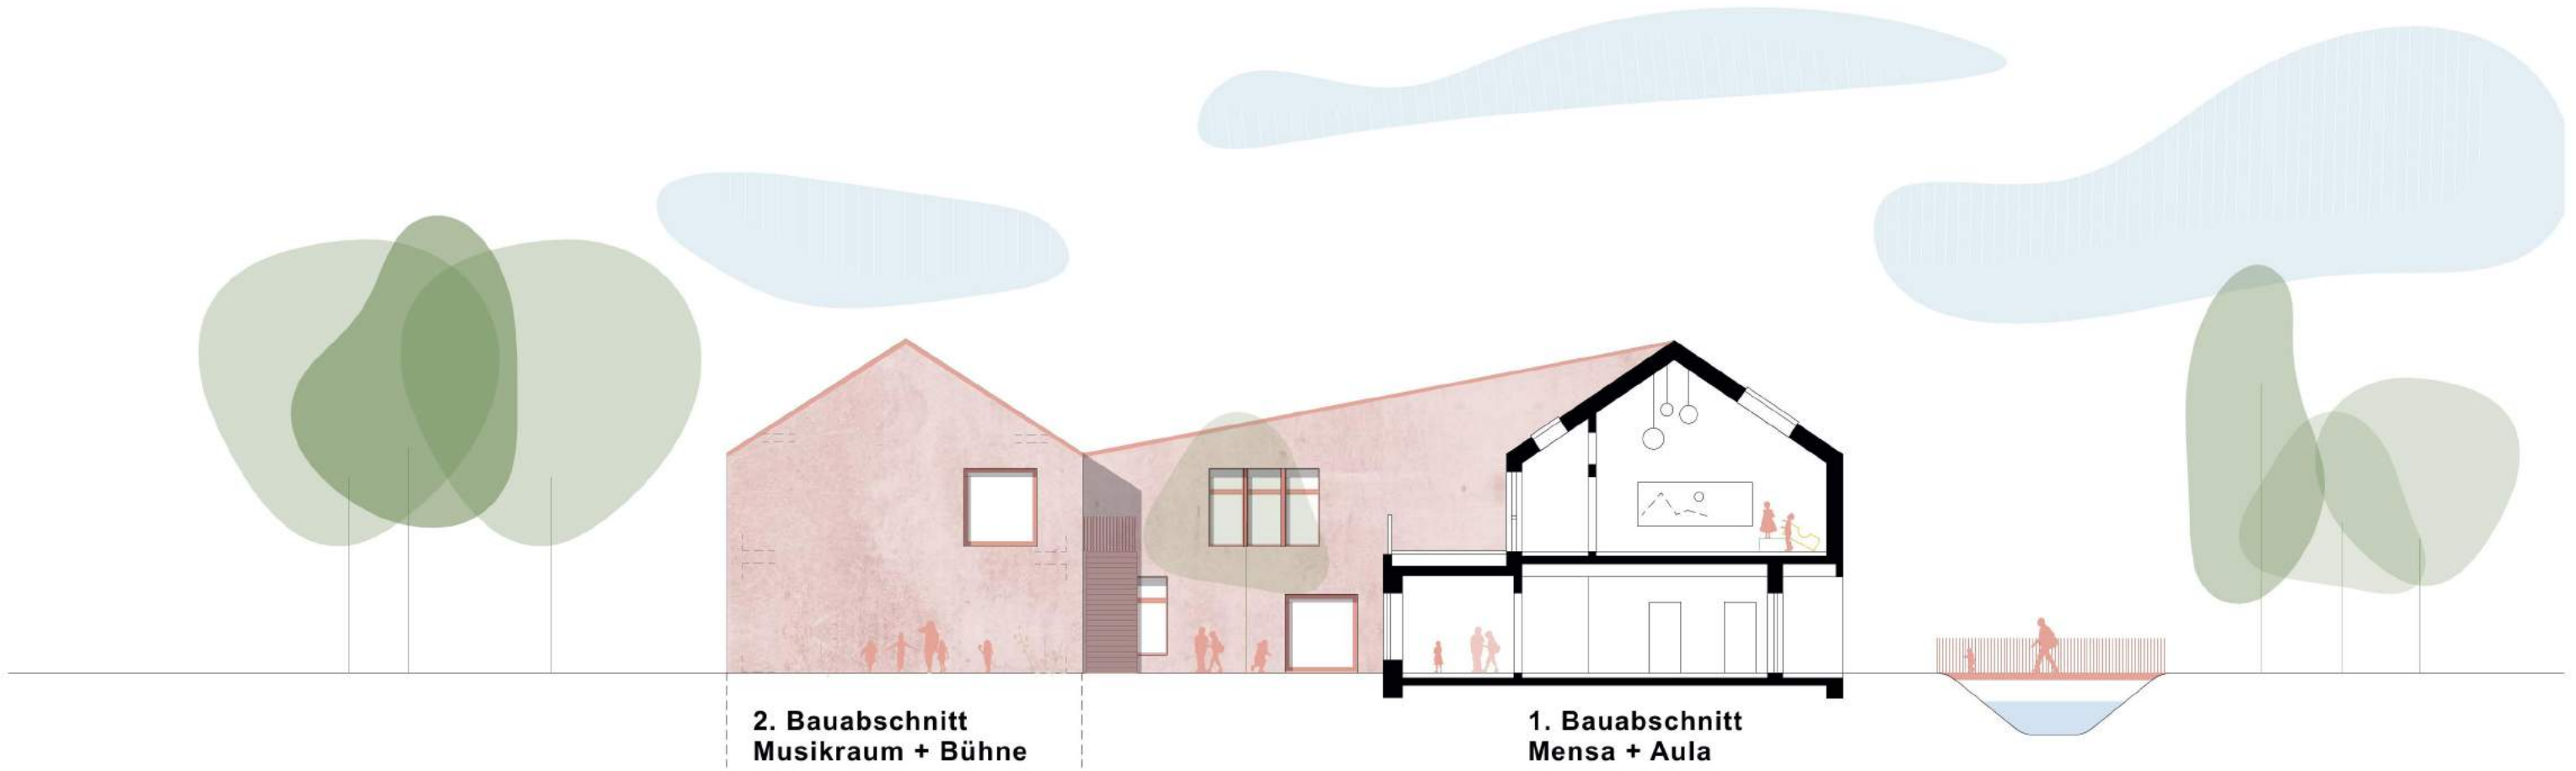 2. Bauabschnitt
Musikraum + Bühne
1. Bauabschnitt
Mensa + Aula